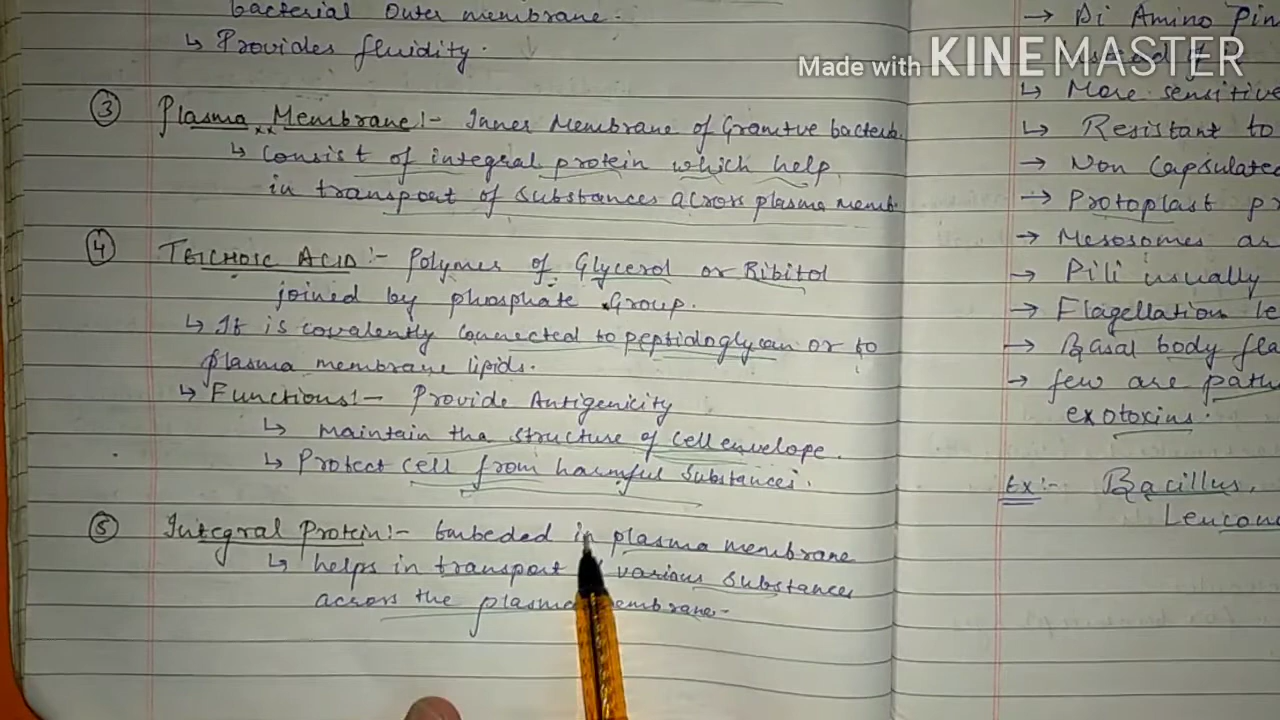 bacterial outer membrane.
↳ Provides fluidity.
③ Plasma Membrane:- Inner Membrane of Gram+ve bacteria.
↳ Consist of integral protein which help
in transport of substances across plasma memb.
④ TEICHOIC ACID:- Polymer of Glycerol or Ribitol
joined by phosphate Group.
↳ It is covalently connected to peptidoglycan or to
plasma membrane lipids.
↳ Functions:- Provide Antigenicity
↳ Maintain the structure of cell envelope.
↳ Protect cell from harmful substances.
⑤ Integral Protein:- Embeded in plasma membrane
↳ helps in transport various substances
across the plasma membrane-
Made with KINEMASTER
→ Di Amino Pim
↳ More sensitive
↳ Resistant to
→ Non Capsulated
→ Protoplast pr
→ Mesosomes ar
→ Pili usually
→ Flagellation le
→ Basal body fla
→ few are path
exotoxins.
Ex:- Bacillus,
Leucon